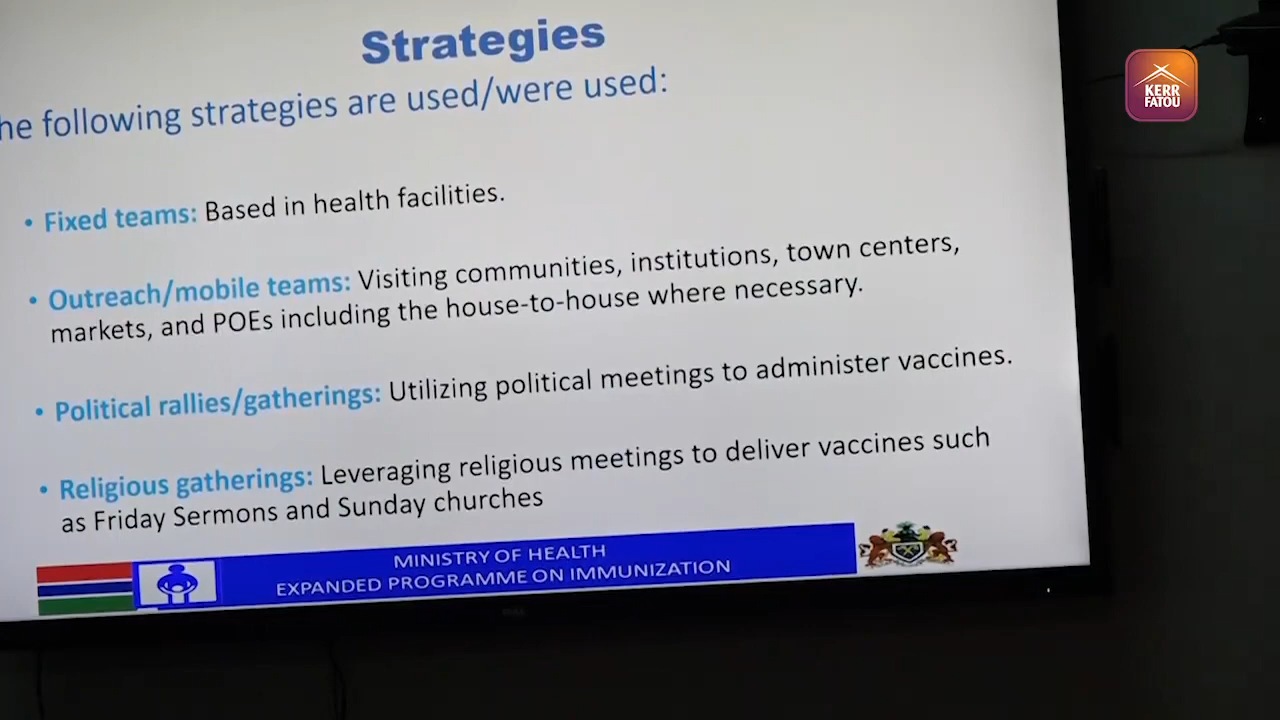 Strategies
he following strategies are used/were used:
• Fixed teams: Based in health facilities.
• Outreach/mobile teams: Visiting communities, institutions, town centers,
markets, and POEs including the house-to-house where necessary.
• Political rallies/gatherings: Utilizing political meetings to administer vaccines.
• Religious gatherings: Leveraging religious meetings to deliver vaccines such
as Friday Sermons and Sunday churches
MINISTRY OF HEALTH
EXPANDED PROGRAMME ON IMMUNIZATION
KERR
FATOU